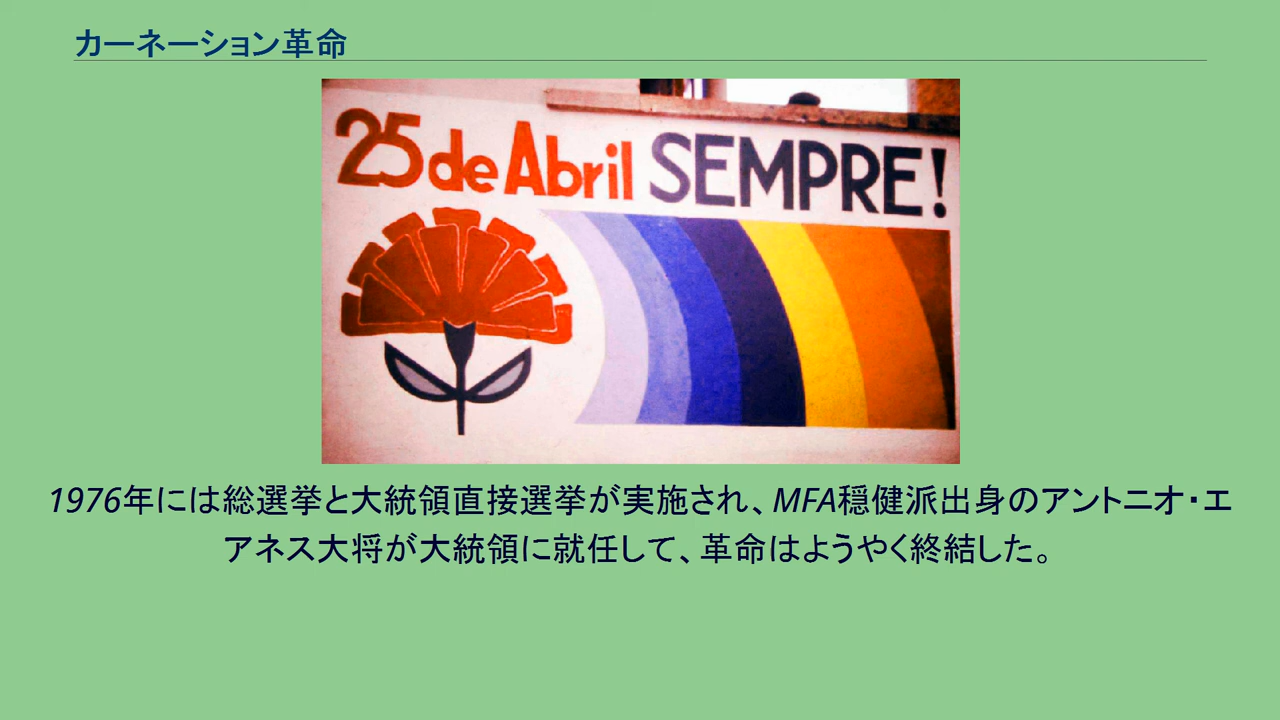 カーネーション革命
25 de Abril SEMPRE!
1976年には総選挙と大統領直接選挙が実施され、MFA穏健派出身のアントニオ・エ
アネス大将が大統領に就任して、革命はようやく終結した。